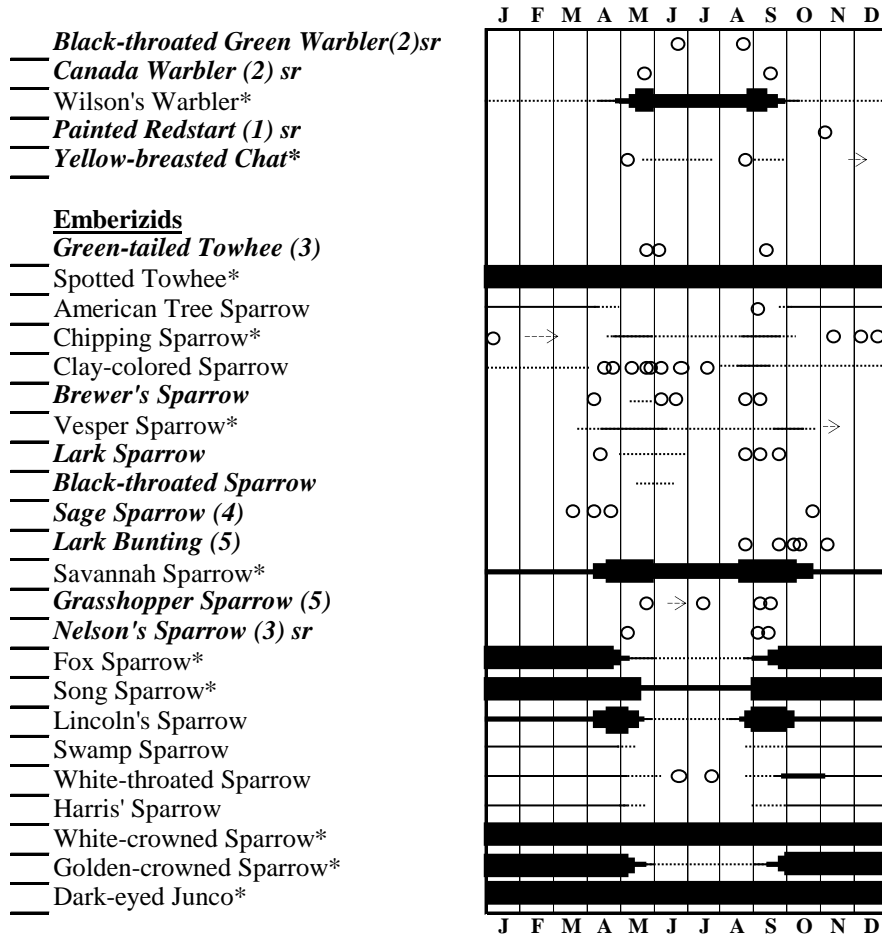 J F M A M J J A S O N D
Black-throated Green Warbler(2)sr
Canada Warbler (2) sr
Wilson's Warbler*
Painted Redstart (1) sr
Yellow-breasted Chat*
Emberizids
Green-tailed Towhee (3)
Spotted Towhee*
American Tree Sparrow
Chipping Sparrow*
Clay-colored Sparrow
Brewer's Sparrow
Vesper Sparrow*
Lark Sparrow
Black-throated Sparrow
Sage Sparrow (4)
Lark Bunting (5)
Savannah Sparrow*
Grasshopper Sparrow (5)
Nelson's Sparrow (3) sr
Fox Sparrow*
Song Sparrow*
Lincoln's Sparrow
Swamp Sparrow
White-throated Sparrow
Harris' Sparrow
White-crowned Sparrow*
Golden-crowned Sparrow*
Dark-eyed Junco*
J F M A M J J A S O N D